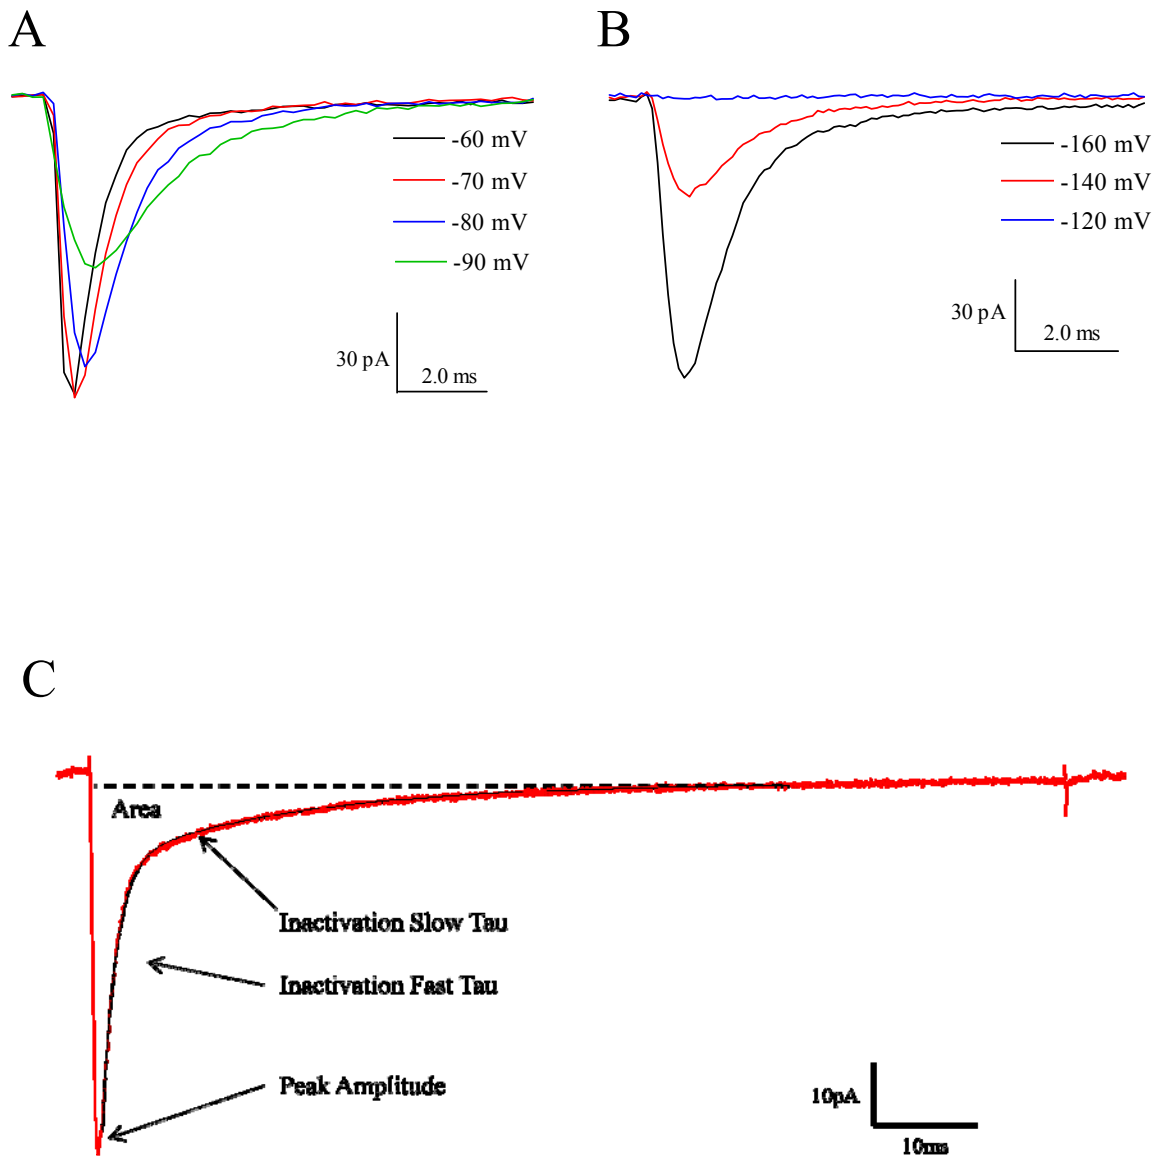 A
-60 mV
-70 mV
-80 mV
-90 mV
30 pA
2.0 ms
B
-160 mV
-140 mV
-120 mV
30 pA
2.0 ms
C
Area
Inactivation Slow Tau
Inactivation Fast Tau
Peak Amplitude
10pA
10ms